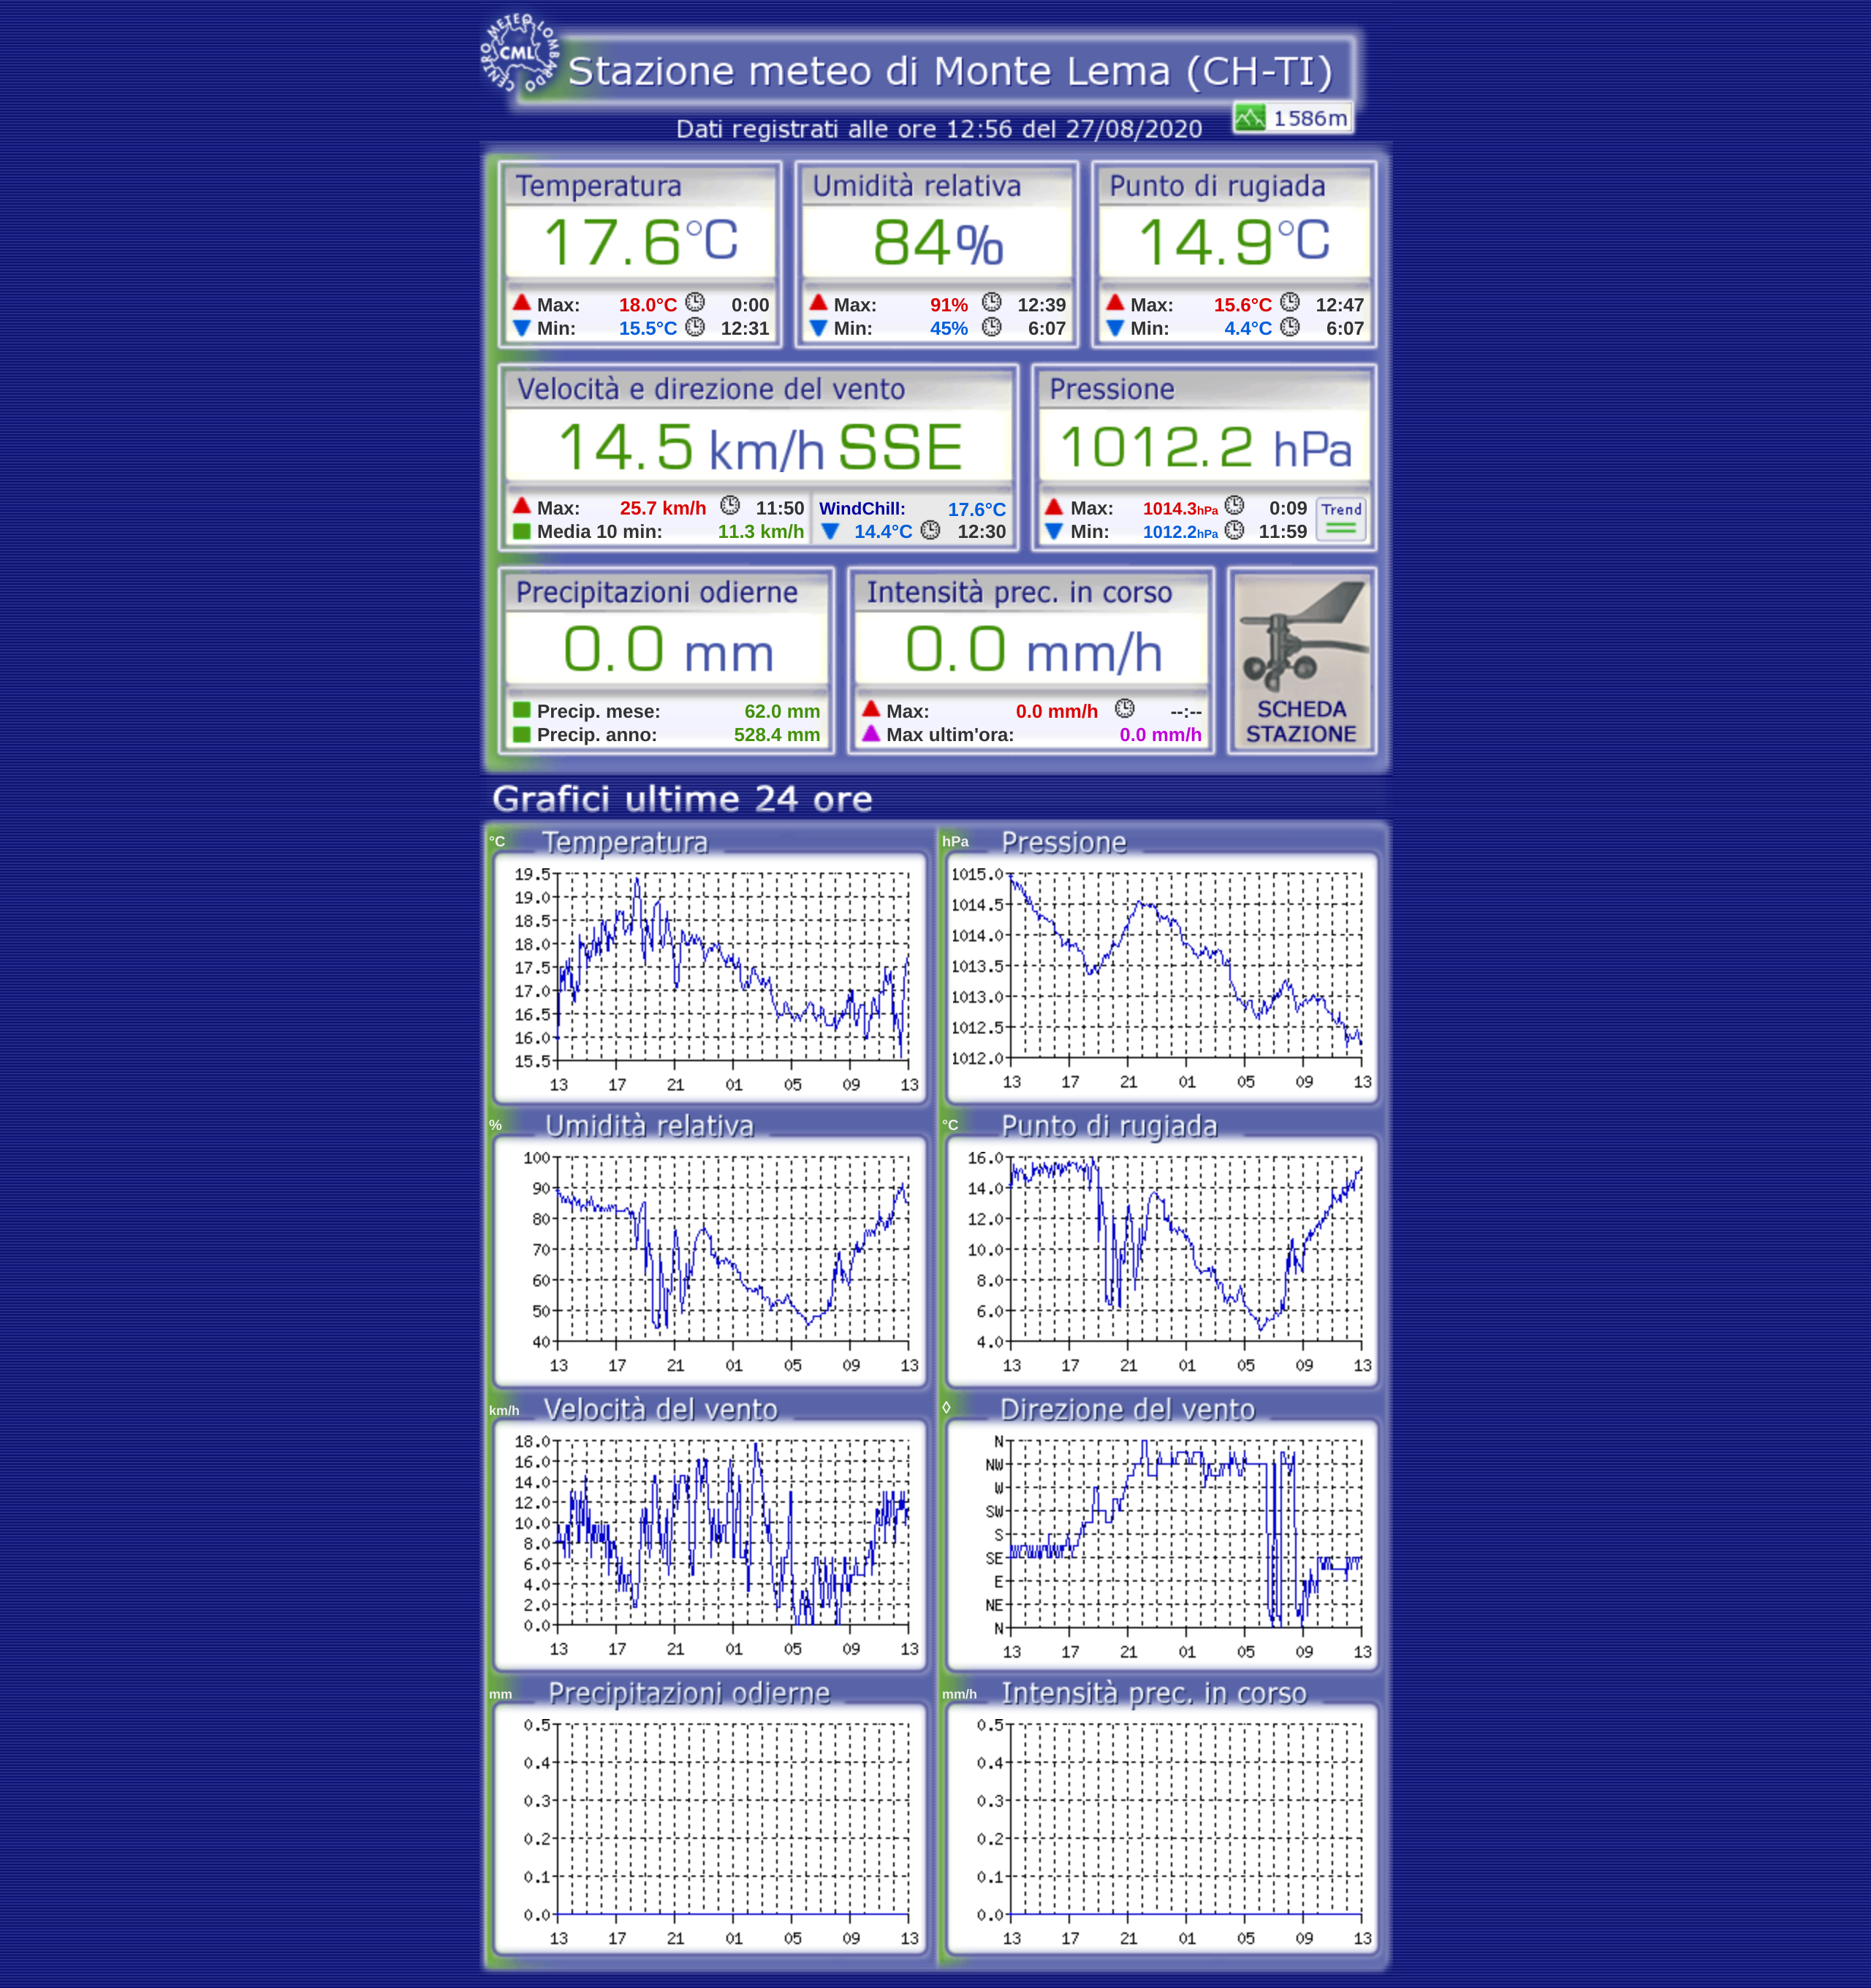 CENTRO METEO LOMBARDO
CML
Stazione meteo di Monte Lema (CH-TI)
1586m
Dati registrati alle ore 12:56 del 27/08/2020
Temperatura
17.6°C
Max: 18.0°C 0:00
Min: 15.5°C 12:31
Umidità relativa
84%
Max: 91% 12:39
Min: 45% 6:07
Punto di rugiada
14.9°C
Max: 15.6°C 12:47
Min: 4.4°C 6:07
Velocità e direzione del vento
14.5 km/h SSE
Max: 25.7 km/h 11:50
Media 10 min: 11.3 km/h
WindChill: 17.6°C
14.4°C 12:30
Pressione
1012.2 hPa
Max: 1014.3hPa 0:09
Min: 1012.2hPa 11:59
Trend
Precipitazioni odierne
0.0 mm
Precip. mese: 62.0 mm
Precip. anno: 528.4 mm
Intensità prec. in corso
0.0 mm/h
Max: 0.0 mm/h --:--
Max ultim'ora: 0.0 mm/h
SCHEDA
STAZIONE
Grafici ultime 24 ore
°C Temperatura
19.5
19.0
18.5
18.0
17.5
17.0
16.5
16.0
15.5
13 17 21 01 05 09 13
hPa Pressione
1015.0
1014.5
1014.0
1013.5
1013.0
1012.5
1012.0
13 17 21 01 05 09 13
% Umidità relativa
100
90
80
70
60
50
40
13 17 21 01 05 09 13
°C Punto di rugiada
16.0
14.0
12.0
10.0
8.0
6.0
4.0
13 17 21 01 05 09 13
km/h Velocità del vento
18.0
16.0
14.0
12.0
10.0
8.0
6.0
4.0
2.0
0.0
13 17 21 01 05 09 13
◊ Direzione del vento
N
NW
W
SW
S
SE
E
NE
N
13 17 21 01 05 09 13
mm Precipitazioni odierne
0.5
0.4
0.3
0.2
0.1
0.0
13 17 21 01 05 09 13
mm/h Intensità prec. in corso
0.5
0.4
0.3
0.2
0.1
0.0
13 17 21 01 05 09 13